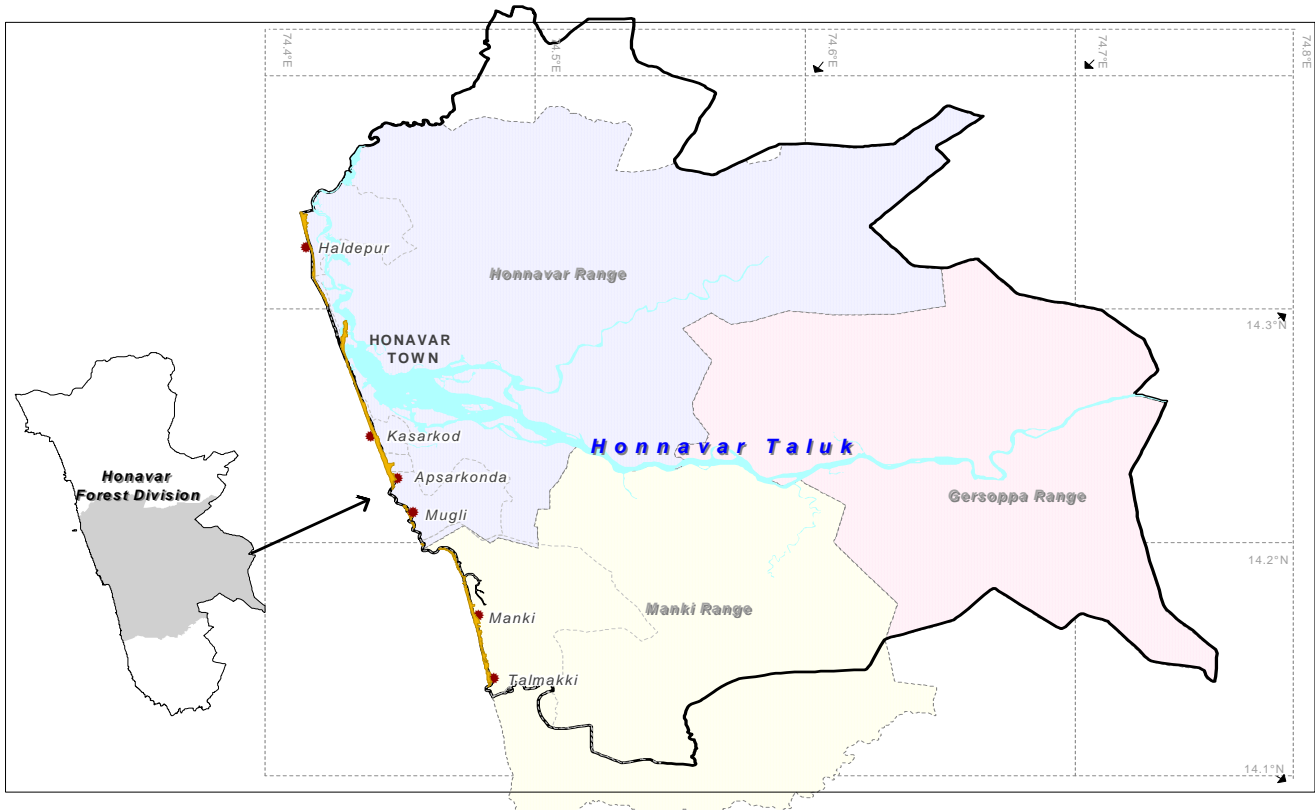 74.4°E
74.5°E
74.6°E
74.7°E
74.8°E
Haldepur
Honnavar Range
14.3°N
HONAVAR
TOWN
Kasarkod
Honnavar Taluk
Honavar
Forest Division
Apsarkonda
Gersoppa Range
Mugli
14.2°N
Manki Range
Manki
Talmakki
14.1°N